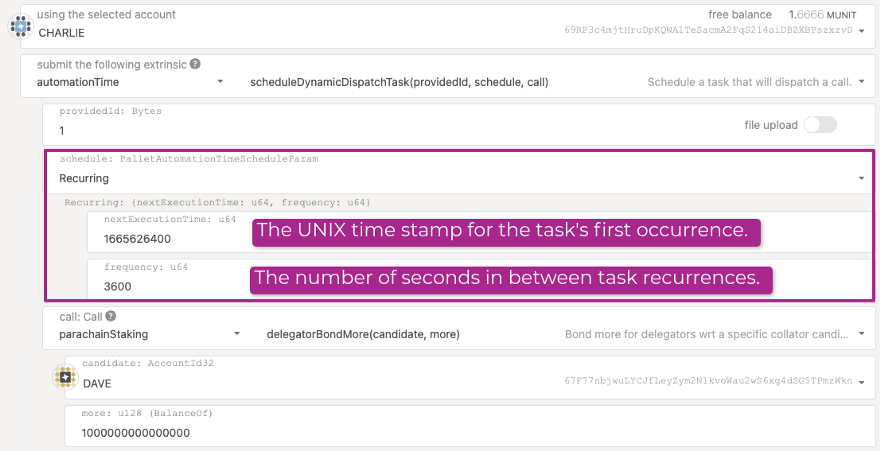 using the selected account
free balance 1.6666 MUNIT
CHARLIE
69RP3c4mjtHruDpKQWA1TeSacmA2FqS214oiDBZXBPszxzvD
submit the following extrinsic ?
automationTime scheduleDynamicDispatchTask(providedId, schedule, call) Schedule a task that will dispatch a call.
providedId: Bytes
1
file upload
schedule: PalletAutomationTimeScheduleParam
Recurring
Recurring: {nextExecutionTime: u64, frequency: u64}
nextExecutionTime: u64
1665626400
The UNIX time stamp for the task's first occurrence.
frequency: u64
3600
The number of seconds in between task recurrences.
call: Call ?
parachainStaking delegatorBondMore(candidate, more) Bond more for delegators wrt a specific collator candi...
candidate: AccountId32
DAVE
67F77nbjwuLYCJfLeyZym2N1kvoWau2wS6xg4dSG5TPmzWkn
more: u128 (BalanceOf)
1000000000000000